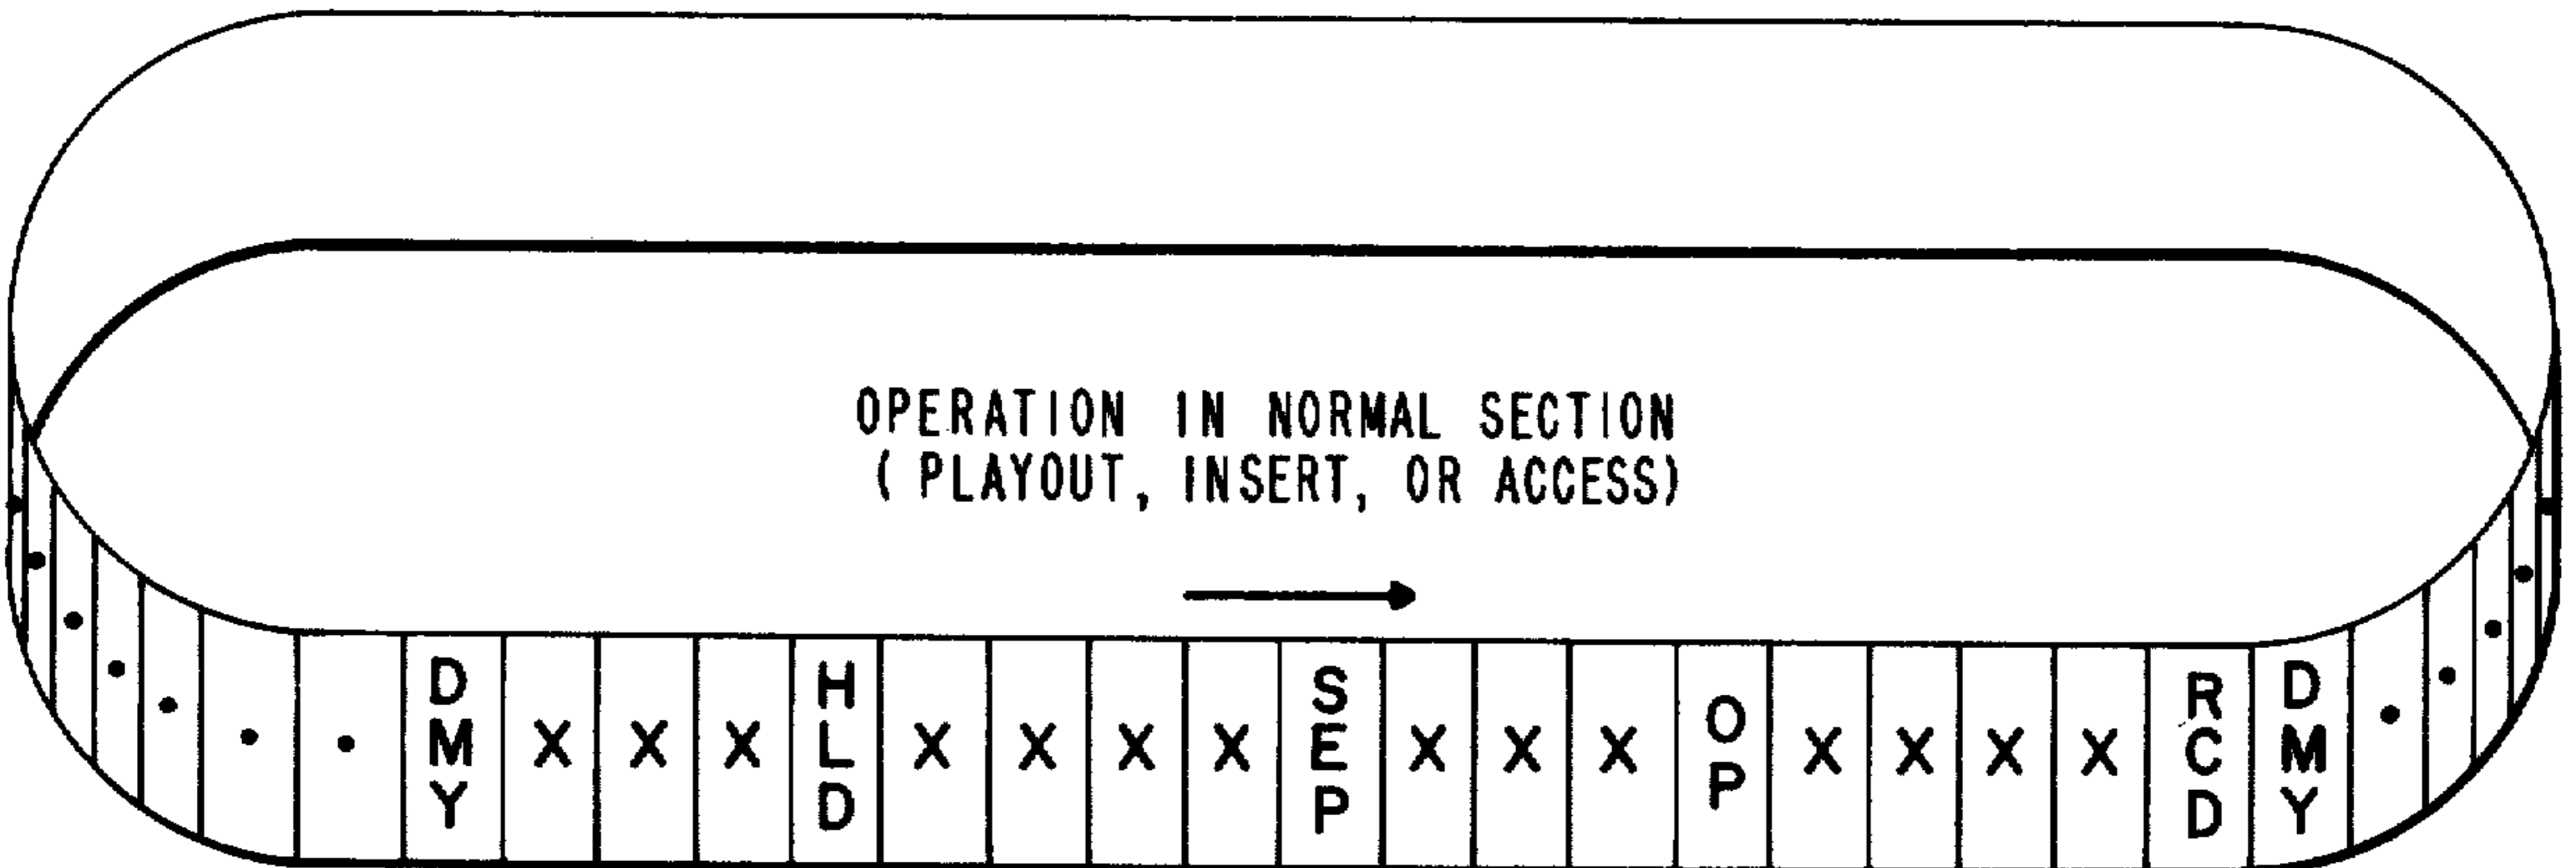 OPERATION IN NORMAL SECTION
(PLAYOUT, INSERT, OR ACCESS)
DMY X X X HLD X X X X SEP X X X OP X X X X RCD DMY